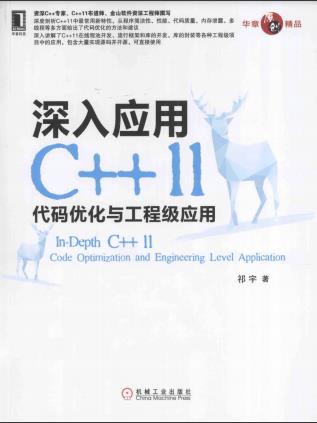 资深C++专家、C++11布道师、金山软件资深工程师撰写
深度剖析C++11中最常用新特性，从程序简洁性、性能、代码质量、内存泄露、多
线程等多方面给出了代码优化的方法和建议
深入讲解了C++11在线程池开发、流行框架和库的开发、库的封装等各种工程级项
目中的应用，包含大量实现源码并开源，可直接使用
华章
精品
深入应用
C++11
代码优化与工程级应用
In-Depth C++ 11
Code Optimization and Engineering Level Application
祁宇 著
机械工业出版社
China Machine Press